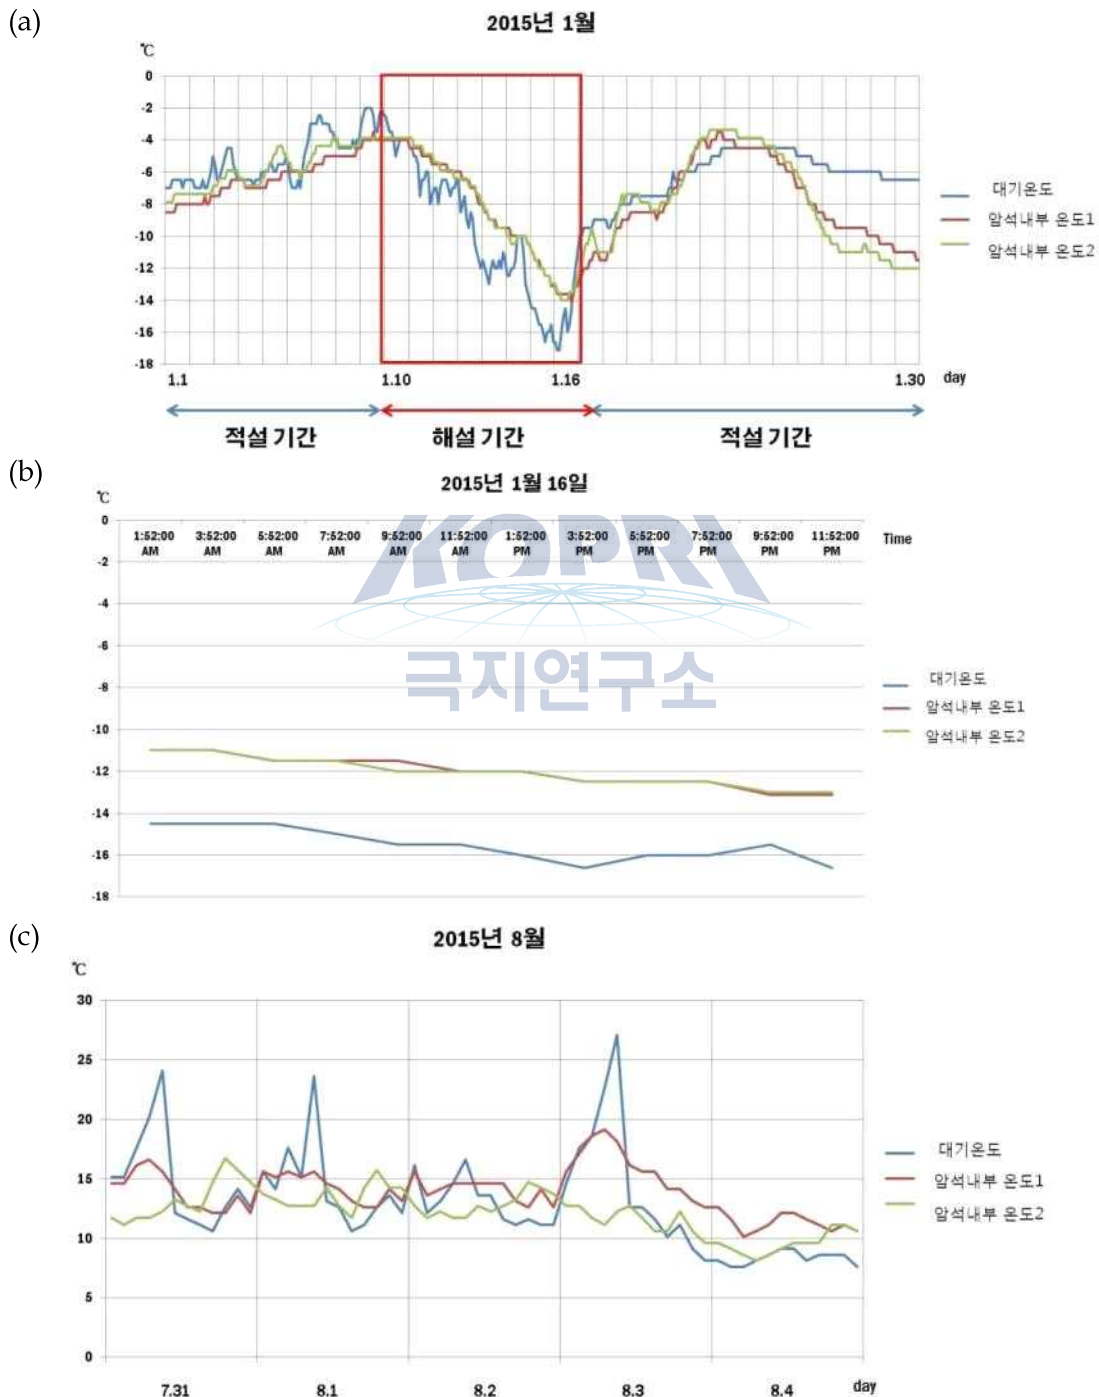 (a)
2015년 1월
℃
0
-2
-4
-6
-8
-10
-12
-14
-16
-18
대기온도
암석내부 온도1
암석내부 온도2
1.1 1.10 1.16 1.30 day
적설 기간 해설 기간 적설 기간
(b)
2015년 1월 16일
℃
0
1:52:00 AM 3:52:00 AM 5:52:00 AM 7:52:00 AM 9:52:00 AM 11:52:00 AM 1:52:00 PM 3:52:00 PM 5:52:00 PM 7:52:00 PM 9:52:00 PM 11:52:00 PM Time
-2
-4
-6
-8
-10
-12
-14
-16
-18
KOPRI
극지연구소
대기온도
암석내부 온도1
암석내부 온도2
(c)
2015년 8월
℃
30
25
20
15
10
5
0
대기온도
암석내부 온도1
암석내부 온도2
7.31 8.1 8.2 8.3 8.4 day